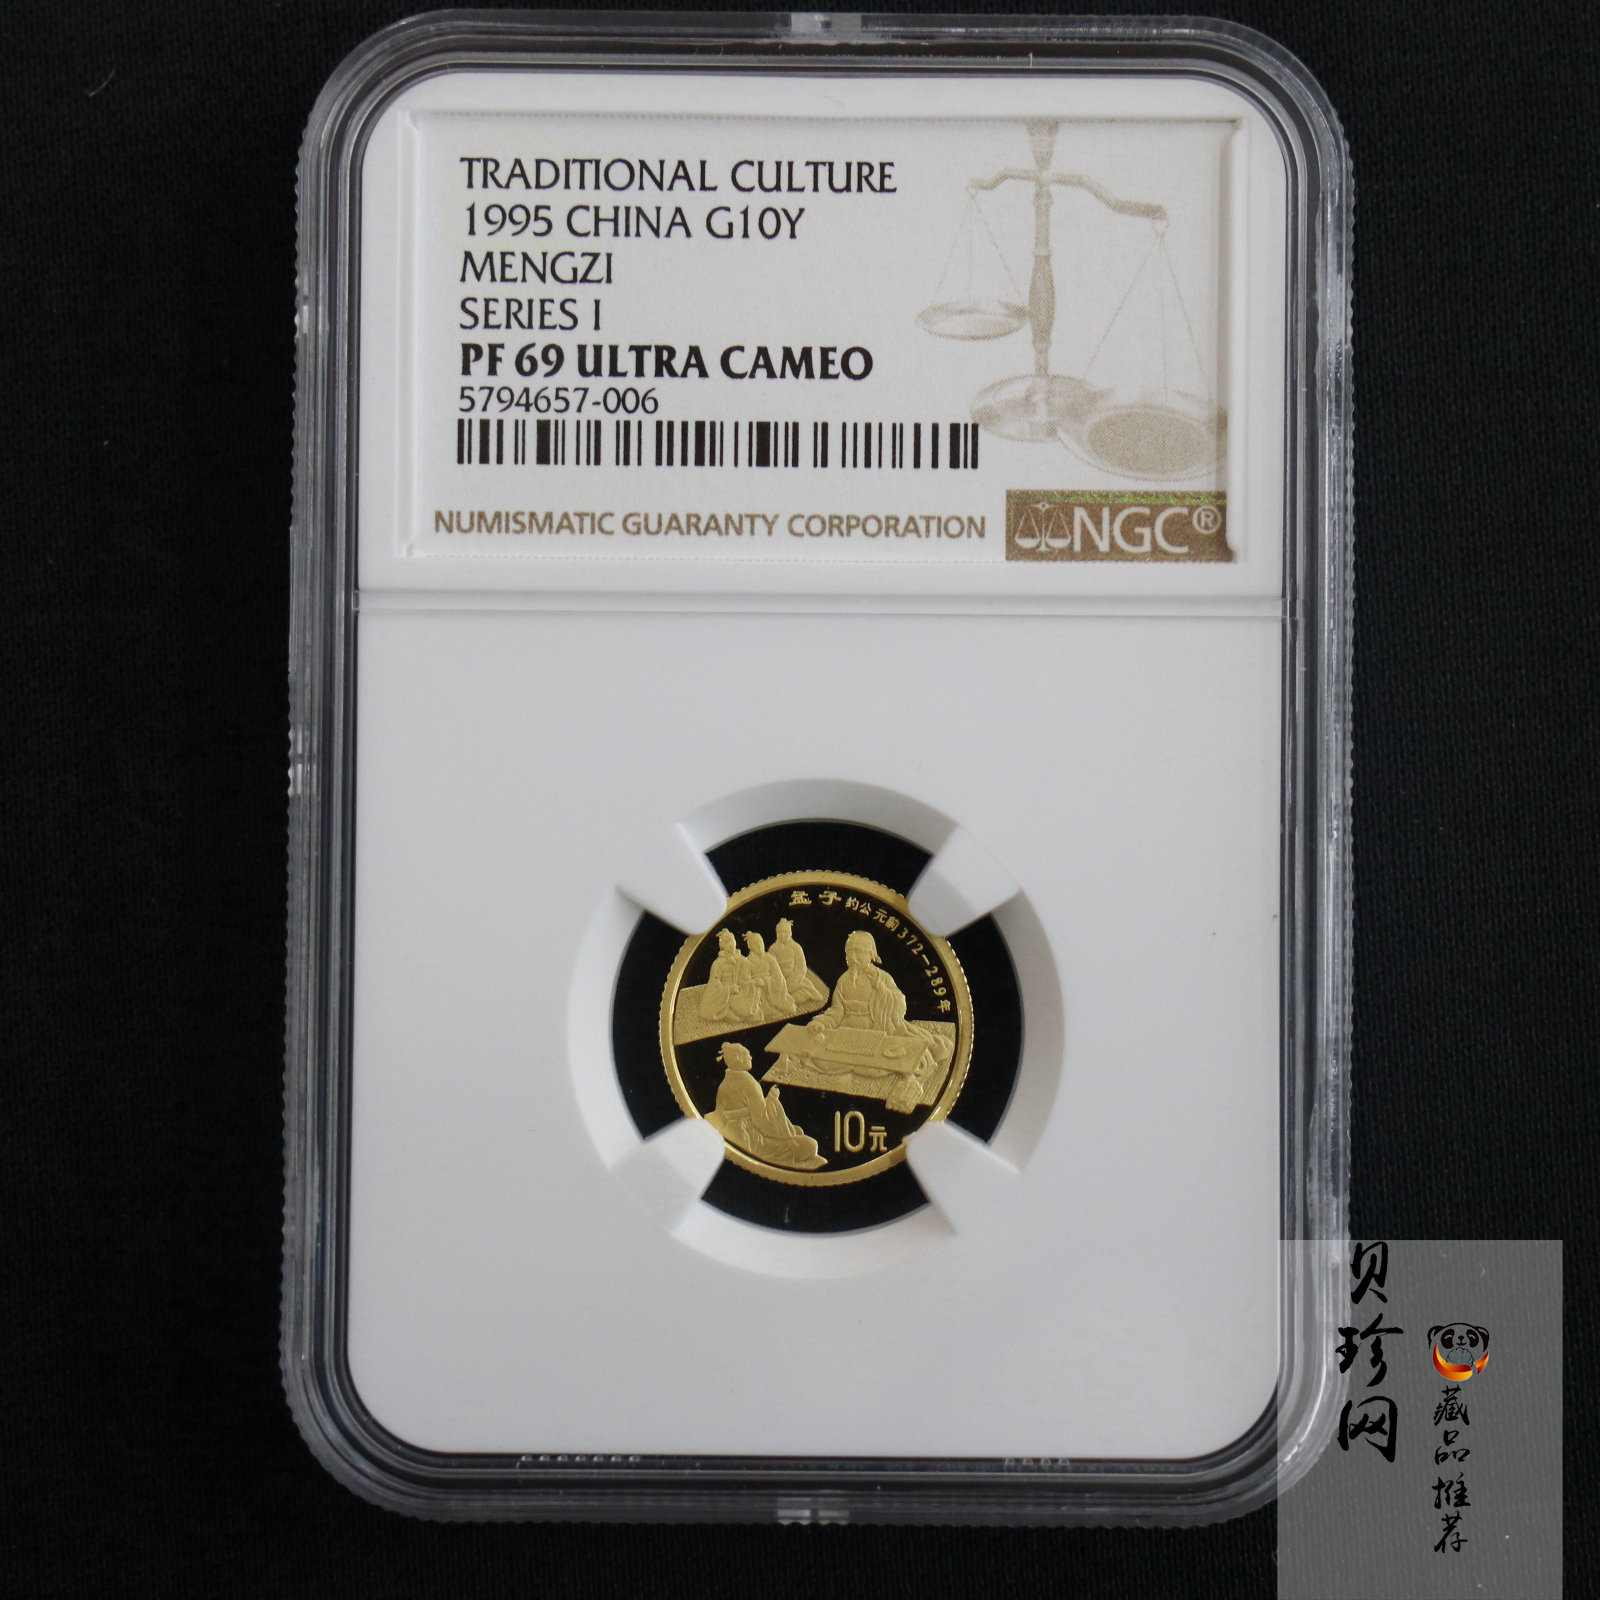 TRADITIONAL CULTURE
1995 CHINA G10Y
MENGZI
SERIES I
PF 69 ULTRA CAMEO
5794657-006
NUMISMATIC GUARANTY CORPORATION
NGC®
孟子 约公元前372—289年
10元
贝珍网
藏品推荐